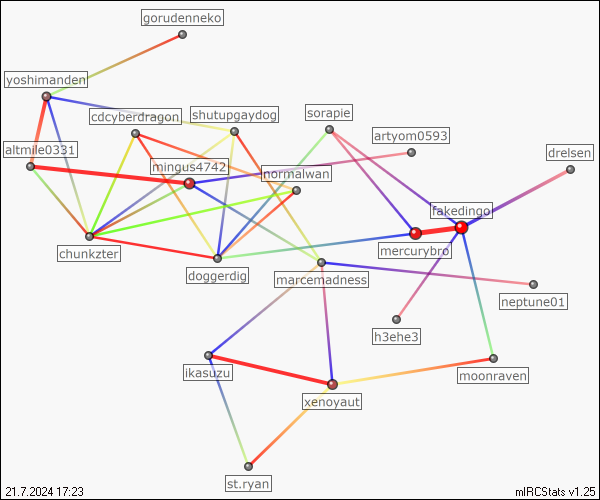 gorudenneko
yoshimanden
cdcyberdragon
shutupgaydog
sorapie
artyom0593
altmile0331
mingus4742
normalwan
drelsen
fakedingo
chunkzter
mercurybro
doggerdig
marcemadness
neptune01
h3ehe3
ikasuzu
moonraven
xenoyaut
st.ryan
21.7.2024 17:23
mIRCStats v1.25